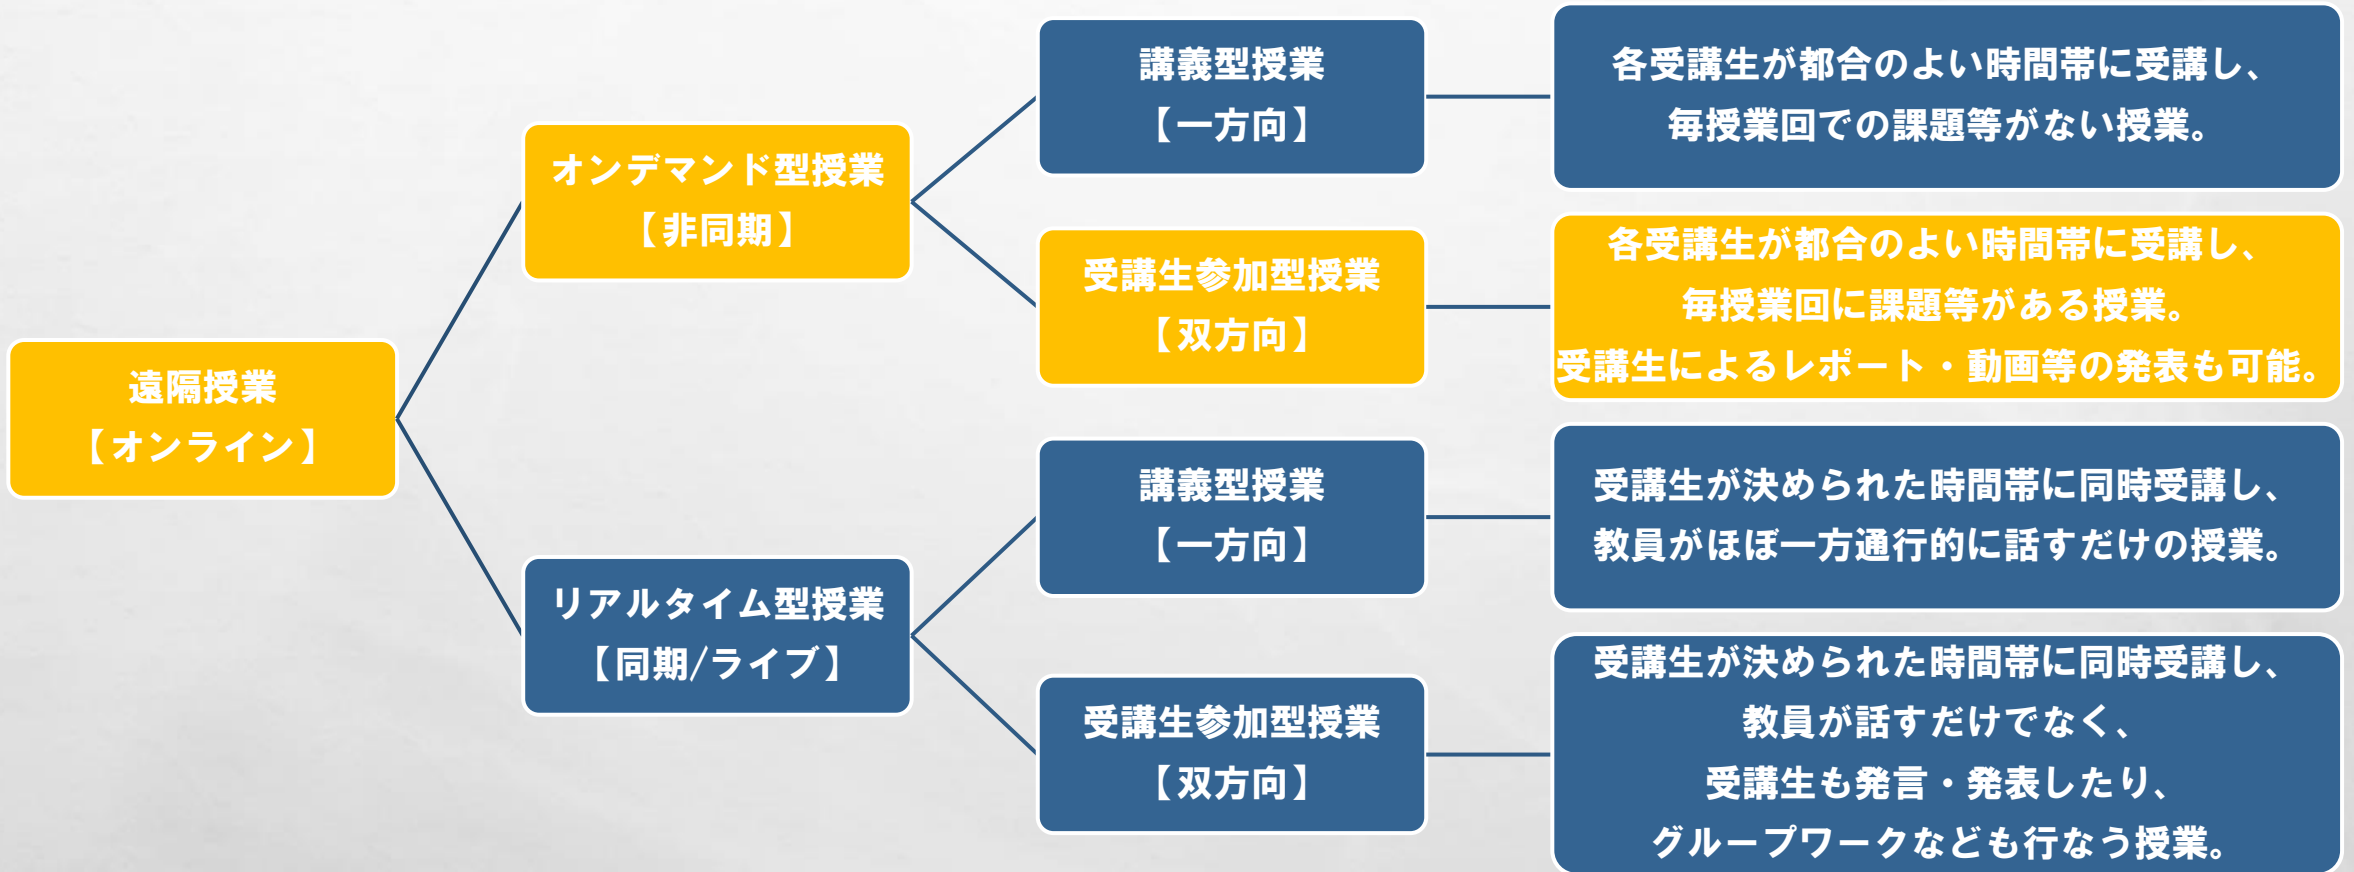 遠隔授業
【オンライン】
オンデマンド型授業
【非同期】
講義型授業
【一方向】
各受講生が都合のよい時間帯に受講し、
毎授業回での課題等がない授業。
受講生参加型授業
【双方向】
各受講生が都合のよい時間帯に受講し、
毎授業回に課題等がある授業。
受講生によるレポート・動画等の発表も可能。
リアルタイム型授業
【同期/ライブ】
講義型授業
【一方向】
受講生が決められた時間帯に同時受講し、
教員がほぼ一方通行的に話すだけの授業。
受講生参加型授業
【双方向】
受講生が決められた時間帯に同時受講し、
教員が話すだけでなく、
受講生も発言・発表したり、
グループワークなども行なう授業。